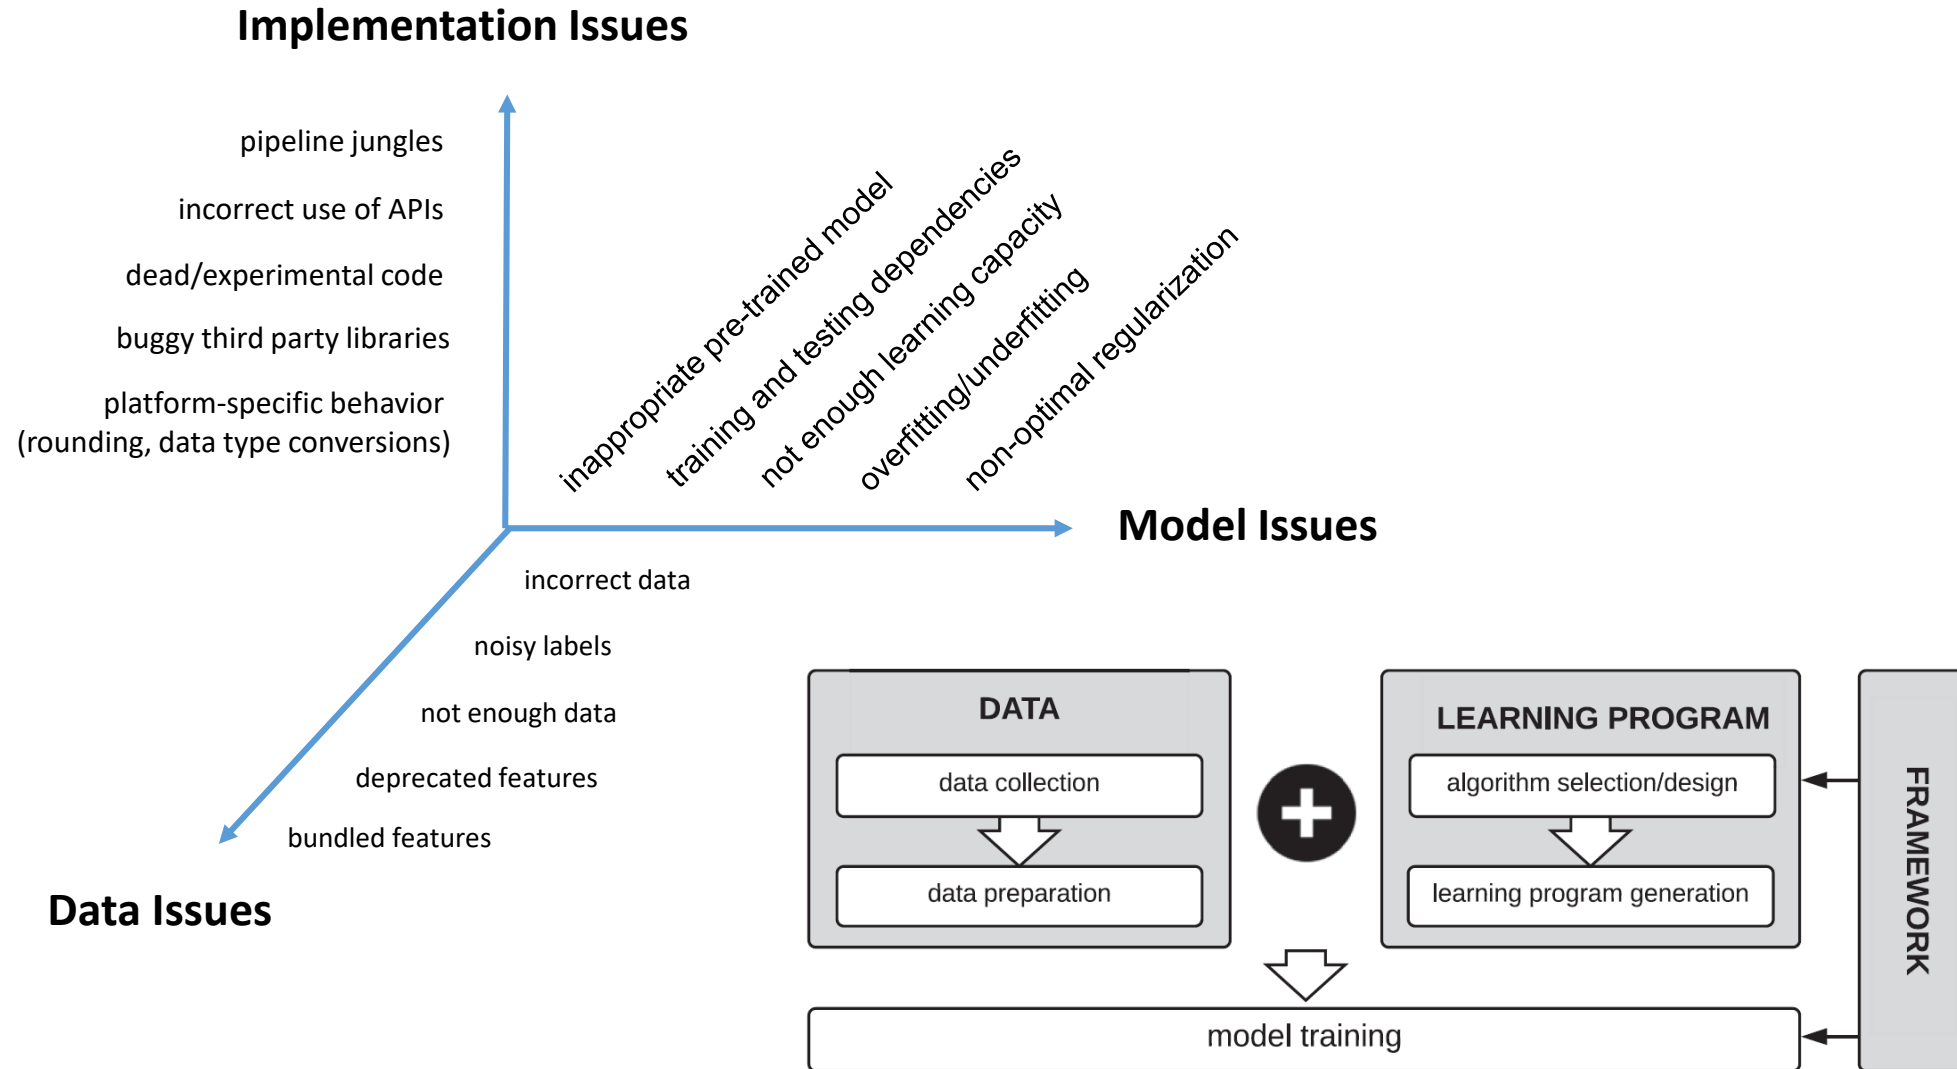 Implementation Issues
pipeline jungles
incorrect use of APIs
dead/experimental code
buggy third party libraries
platform-specific behavior
(rounding, data type conversions)
inappropriate pre-trained model
training and testing dependencies
not enough learning capacity
overfitting/underfitting
non-optimal regularization
Model Issues
incorrect data
noisy labels
not enough data
deprecated features
bundled features
Data Issues
DATA
data collection
data preparation
LEARNING PROGRAM
algorithm selection/design
learning program generation
FRAMEWORK
model training